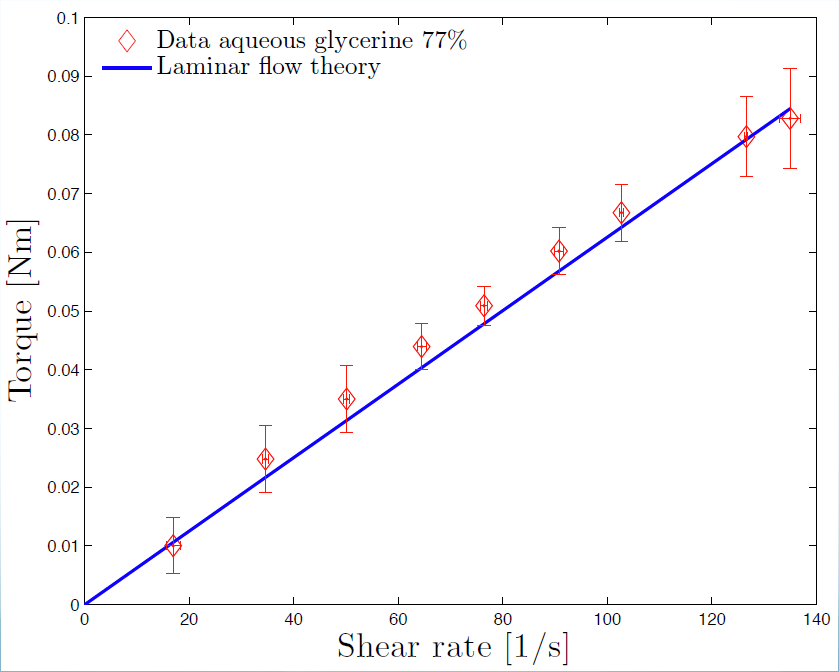 0.1
Data aqueous glycerine 77%
Laminar flow theory
0.09
0.08
0.07
0.06
0.05
0.04
0.03
0.02
0.01
0
Torque [Nm]
0 20 40 60 80 100 120 140
Shear rate [1/s]